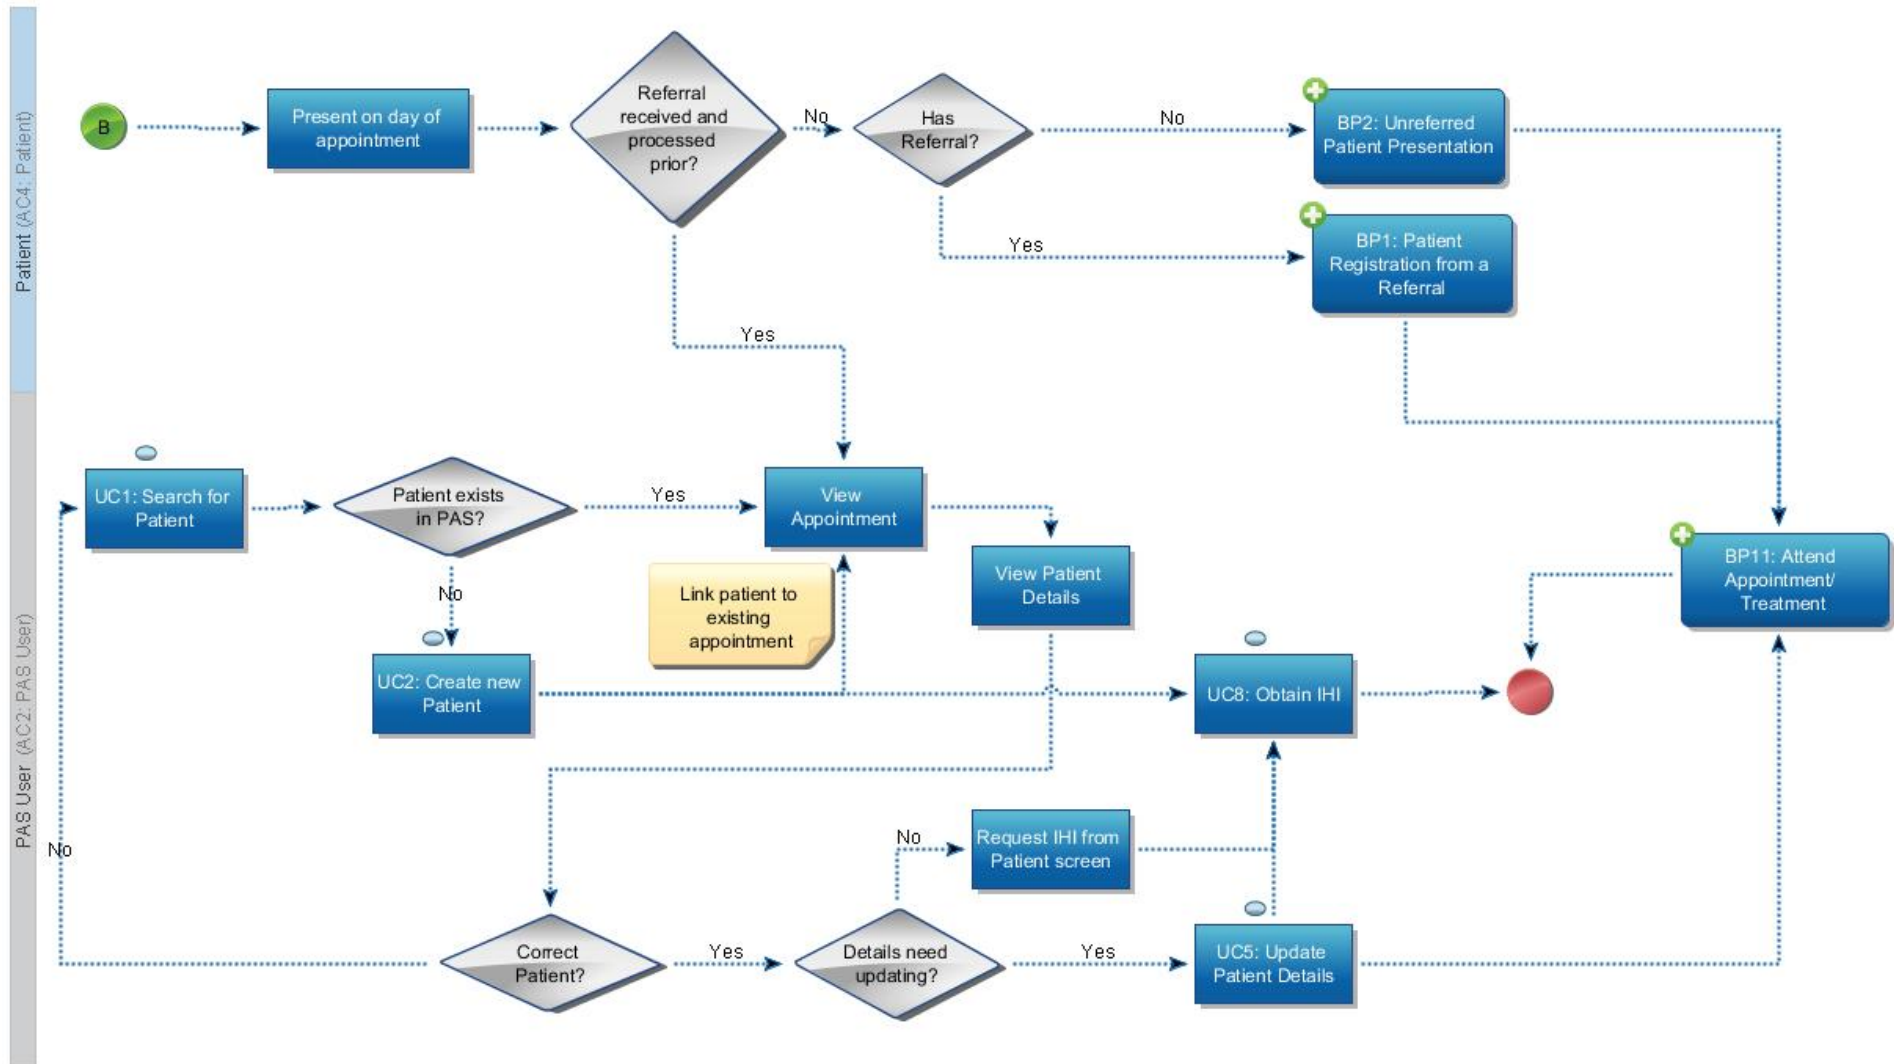 Patient (AC4: Patient)
B
Present on day of
appointment
Referral
received and
processed
prior?
No
Has
Referral?
No
BP2: Unreferred
Patient Presentation
Yes
BP1: Patient
Registration from a
Referral
Yes
PAS User (AC2: PAS User)
UC1: Search for
Patient
Patient exists
in PAS?
Yes
View
Appointment
No
Link patient to
existing
appointment
View Patient
Details
BP11: Attend
Appointment/
Treatment
UC2: Create new
Patient
UC8: Obtain IHI
No
No
Request IHI from
Patient screen
Correct
Patient?
Yes
Details need
updating?
Yes
UC5: Update
Patient Details